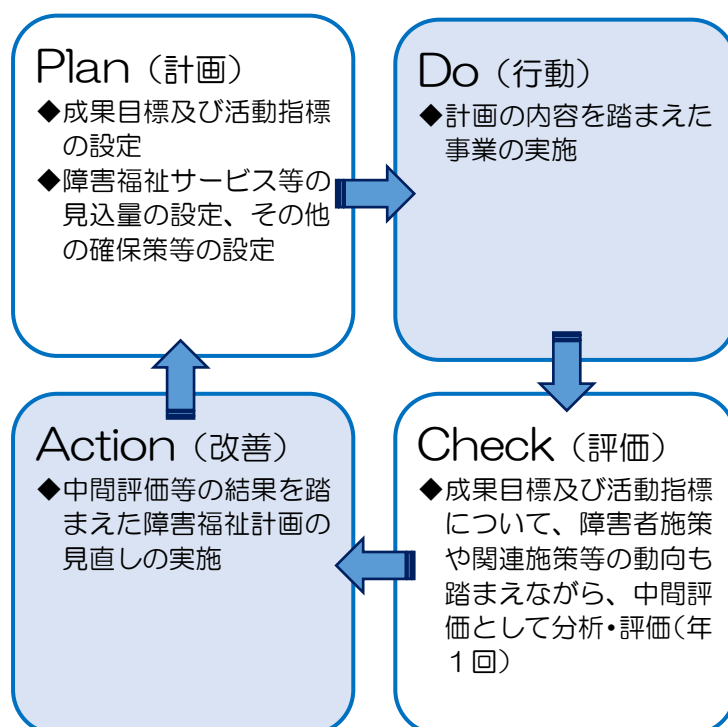 Plan（計画）
◆成果目標及び活動指標
の設定
◆障害福祉サービス等の
見込量の設定、その他
の確保策等の設定
Do（行動）
◆計画の内容を踏まえた
事業の実施
Action（改善）
◆中間評価等の結果を踏
まえた障害福祉計画の
見直しの実施
Check（評価）
◆成果目標及び活動指標
について、障害者施策
や関連施策等の動向も
踏まえながら、中間評
価として分析・評価（年
１回）